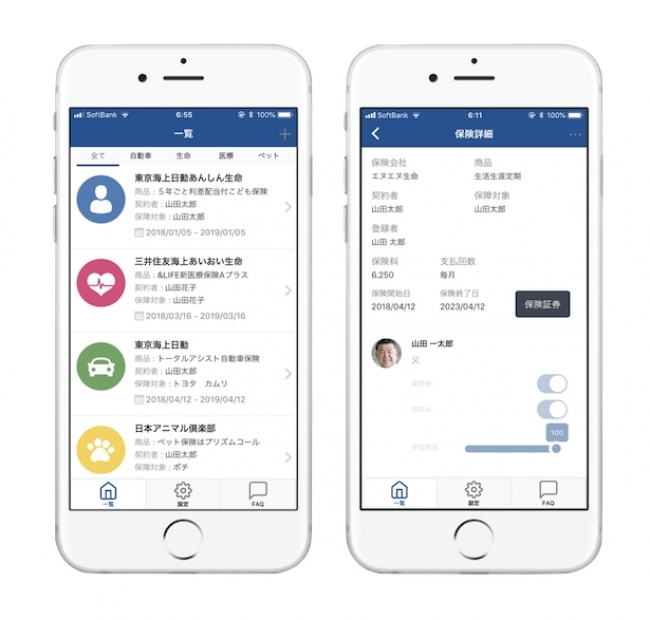 SoftBank 6:55 100%
一覧
全て 自動車 生命 医療 ペット
東京海上日動あんしん生命
商品：５年ごと利差配当付こども保険
契約者：山田太郎
保障対象：山田太郎
2018/01/05 - 2019/01/05
三井住友海上あいおい生命
商品：&LIFE新医療保険Aプラス
契約者：山田花子
保障対象：山田花子
2018/03/16 - 2019/03/16
東京海上日動
商品：トータルアシスト自動車保険
契約者：山田太郎
保障対象：トヨタ　カムリ
2018/04/12 - 2019/04/12
日本アニマル倶楽部
商品：ペット保険はプリズムコール
契約者：山田太郎
保障対象：ポチ
一覧 設定 FAQ
SoftBank 6:11 100%
保険詳細
保険会社 商品
エヌエヌ生命 生活生涯定期
契約者 保障対象
山田太郎 山田太郎
登録者
山田 太郎
保険料 支払回数
6,250 毎月
保険開始日 保険終了日
2018/04/12 2023/04/12
保険証券
山田 一太郎
父
受取人
100
受取割合
一覧 設定 FAQ